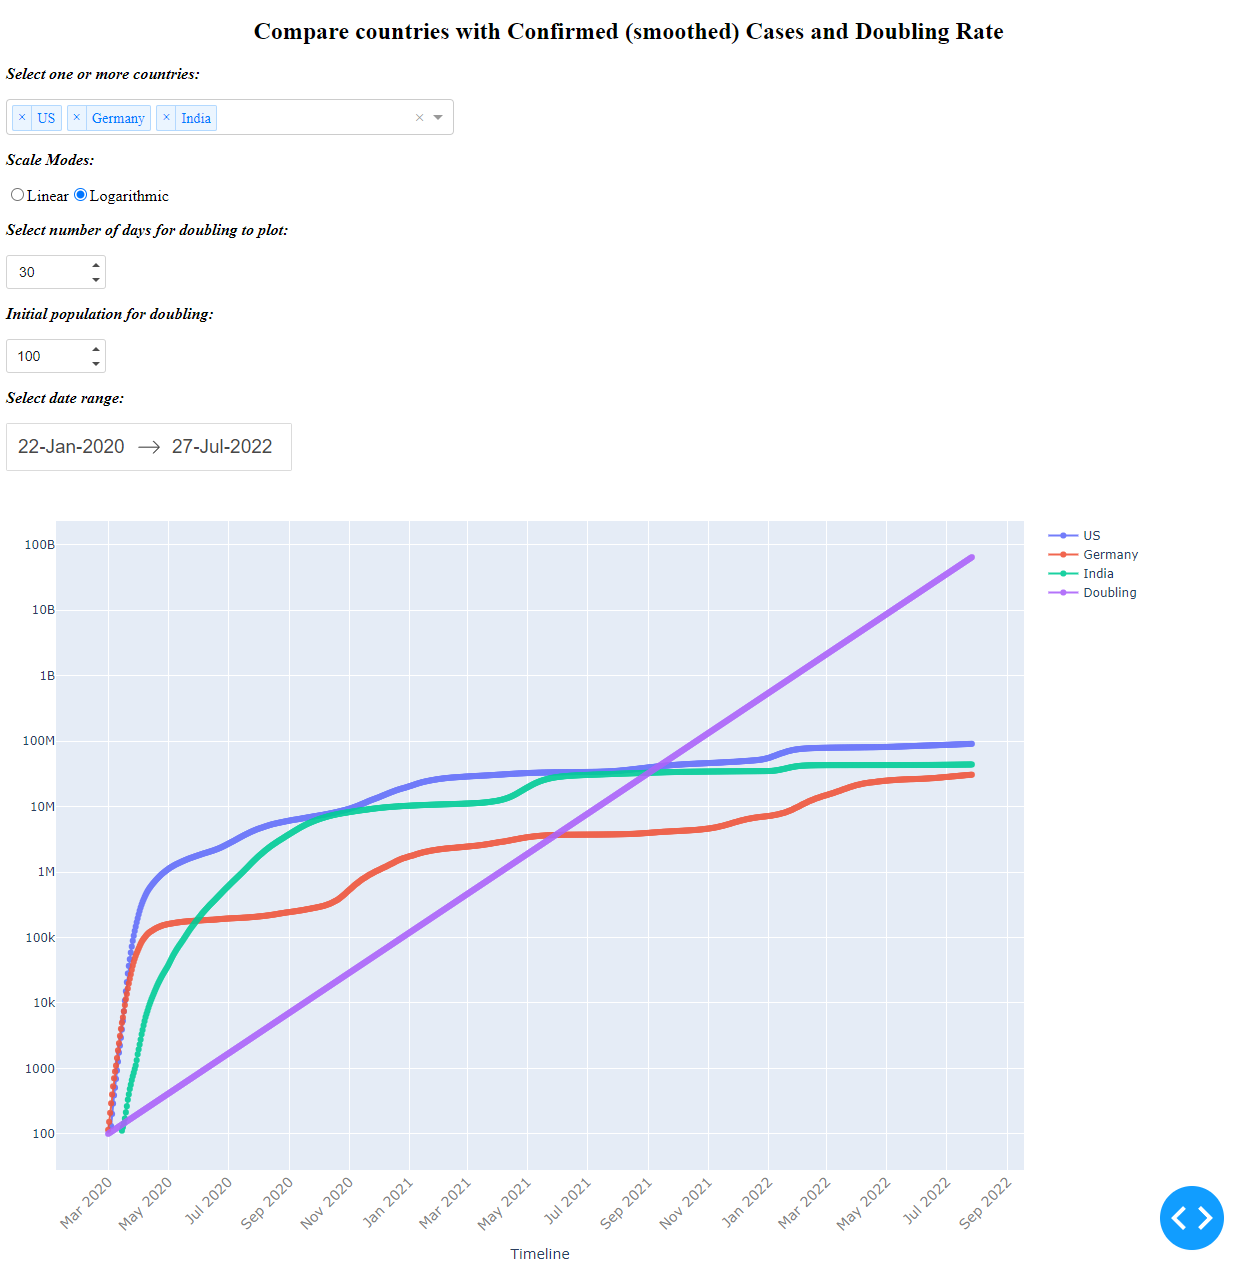 Compare countries with Confirmed (smoothed) Cases and Doubling Rate
Select one or more countries:
× US × Germany × India ×
Scale Modes:
Linear Logarithmic
Select number of days for doubling to plot:
30
Initial population for doubling:
100
Select date range:
22-Jan-2020 → 27-Jul-2022
US
Germany
India
Doubling
100B
10B
1B
100M
10M
1M
100k
10k
1000
100
Mar 2020
May 2020
Jul 2020
Sep 2020
Nov 2020
Jan 2021
Mar 2021
May 2021
Jul 2021
Sep 2021
Nov 2021
Jan 2022
Mar 2022
May 2022
Jul 2022
Sep 2022
Timeline